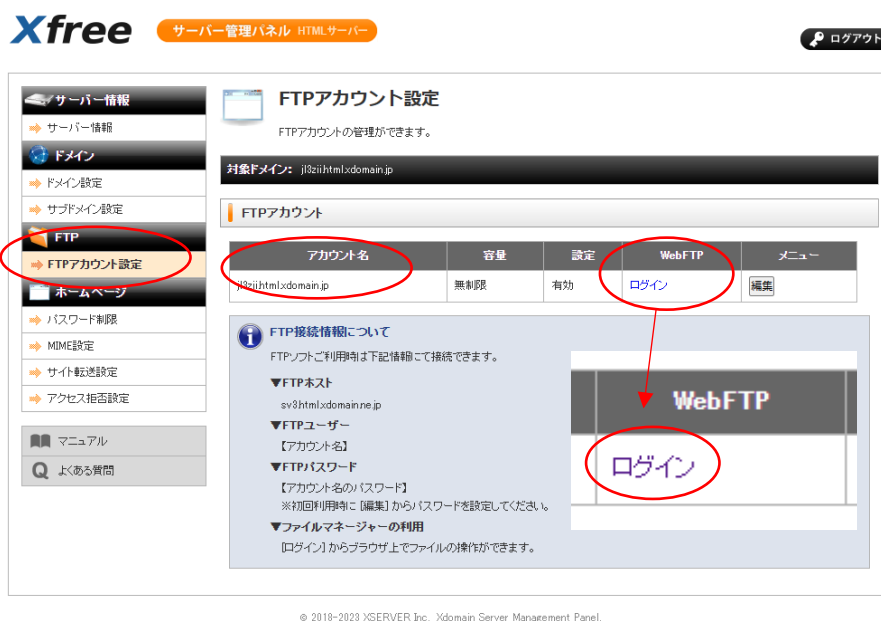 Xfree
サーバー管理パネル HTMLサーバー
ログアウト
サーバー情報
サーバー情報
ドメイン
ドメイン設定
サブドメイン設定
FTP
FTPアカウント設定
ホームページ
パスワード制限
MIME設定
サイト転送設定
アクセス拒否設定
マニュアル
よくある質問
FTPアカウント設定
FTPアカウントの管理ができます。
対象ドメイン: jl3zii.html.xdomain.jp
FTPアカウント
アカウント名 容量 設定 WebFTP メニュー
jl3zii.html.xdomain.jp 無制限 有効 ログイン 編集
FTP接続情報について
FTPソフトご利用時は下記情報にて接続できます。
▼FTPホスト
sv3.html.xdomain.ne.jp
▼FTPユーザー
【アカウント名】
▼FTPパスワード
【アカウント名のパスワード】
※初回利用時に [編集] からパスワードを設定してください。
▼ファイルマネージャーの利用
[ログイン] からブラウザ上でファイルの操作ができます。
WebFTP
ログイン
© 2018-2023 XSERVER Inc. Xdomain Server Management Panel.